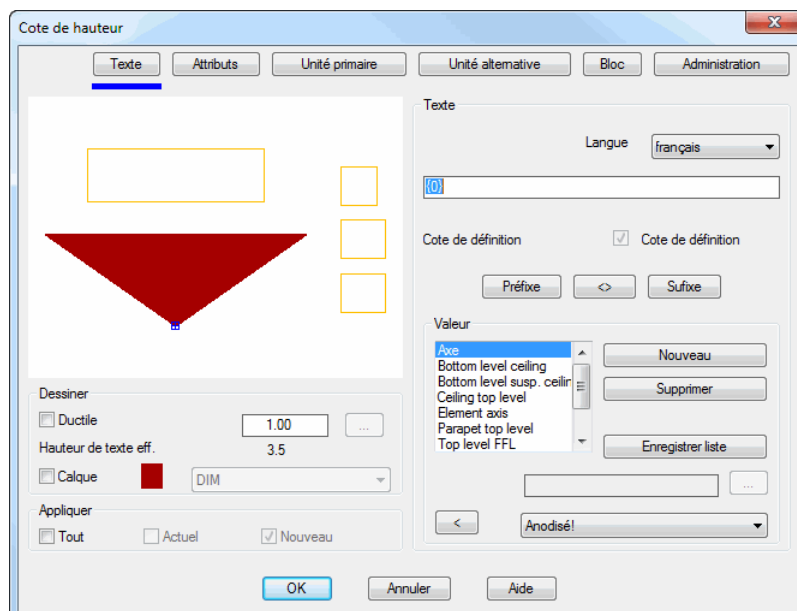 Cote de hauteur
Texte Attributs Unité primaire Unité alternative Bloc Administration
Texte
Langue français
{0}
Cote de définition Cote de définition
Préfixe <> Sufixe
Valeur
Axe
Bottom level ceiling
Bottom level susp. ceilin
Ceiling top level
Element axis
Parapet top level
Top level FFL
Nouveau
Supprimer
Enregistrer liste
...
< Anodisé!
Dessiner
Ductile 1.00 ...
Hauteur de texte eff. 3.5
Calque DIM
Appliquer
Tout Actuel Nouveau
OK Annuler Aide